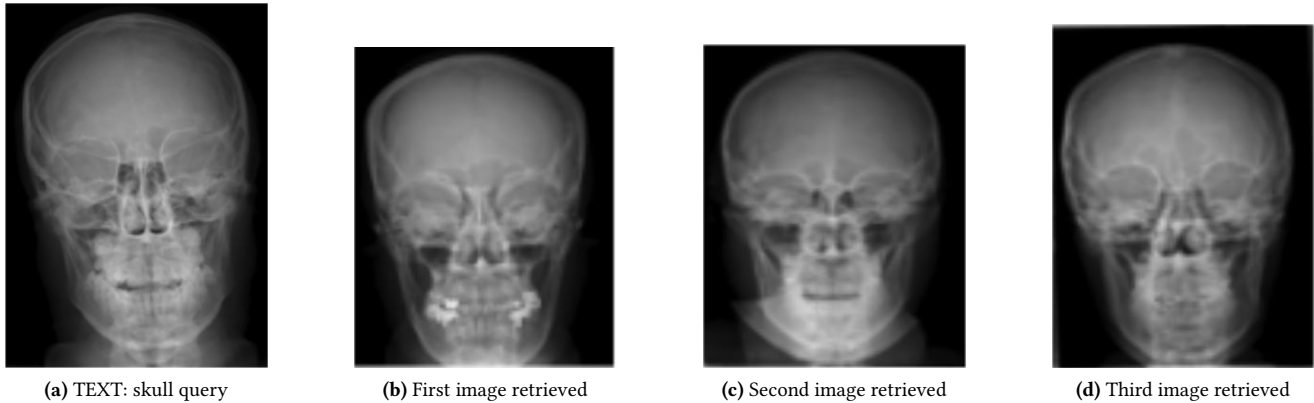 (a) TEXT: skull query
(b) First image retrieved
(c) Second image retrieved
(d) Third image retrieved